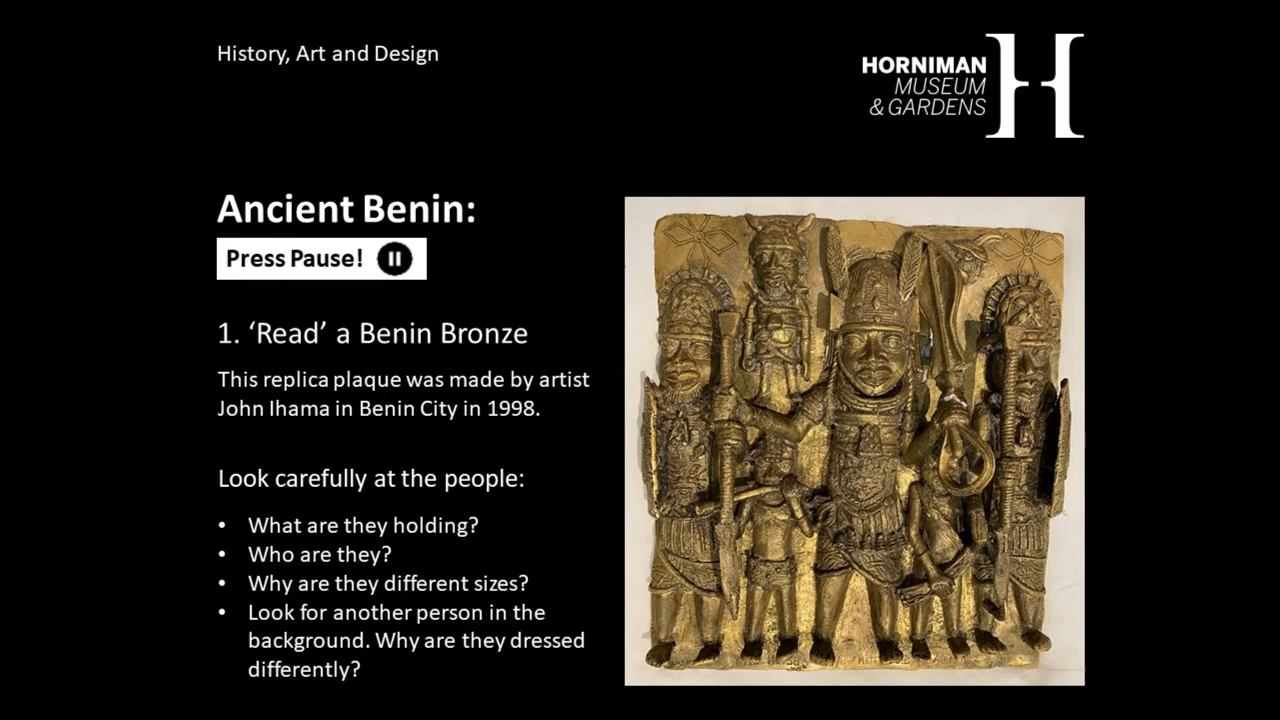 History, Art and Design
HORNIMAN
MUSEUM
& GARDENS
Ancient Benin:
Press Pause!
1. ‘Read’ a Benin Bronze
This replica plaque was made by artist
John Ihama in Benin City in 1998.
Look carefully at the people:
• What are they holding?
• Who are they?
• Why are they different sizes?
• Look for another person in the
background. Why are they dressed
differently?